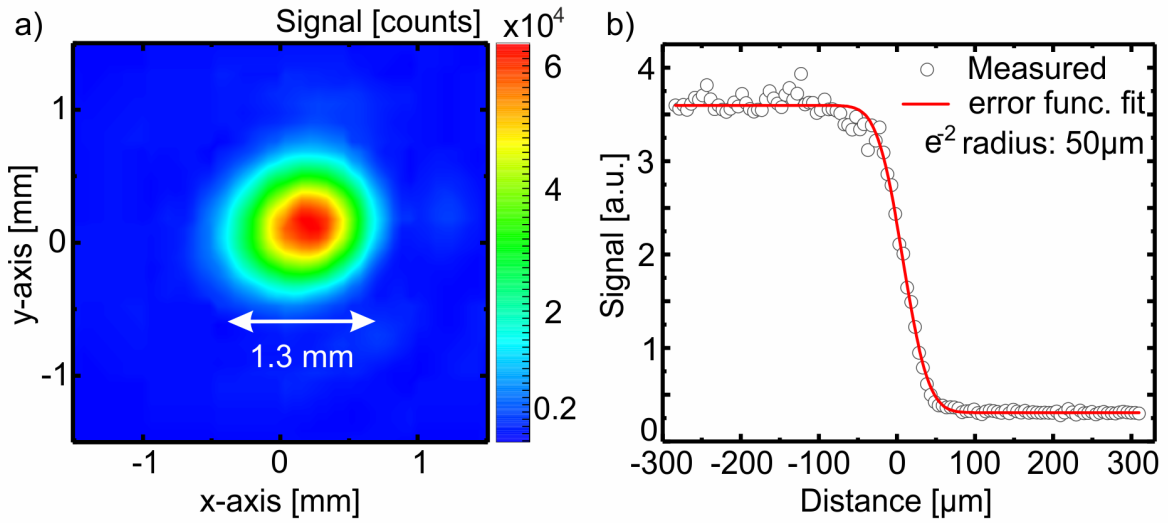 a)
Signal [counts]
x10⁴
6
4
2
0.2
1
0
-1
y-axis [mm]
1.3 mm
-1
0
1
x-axis [mm]
b)
4
3
2
1
0
Signal [a.u.]
Measured
error func. fit
e⁻² radius: 50µm
-300
-200
-100
0
100
200
300
Distance [µm]